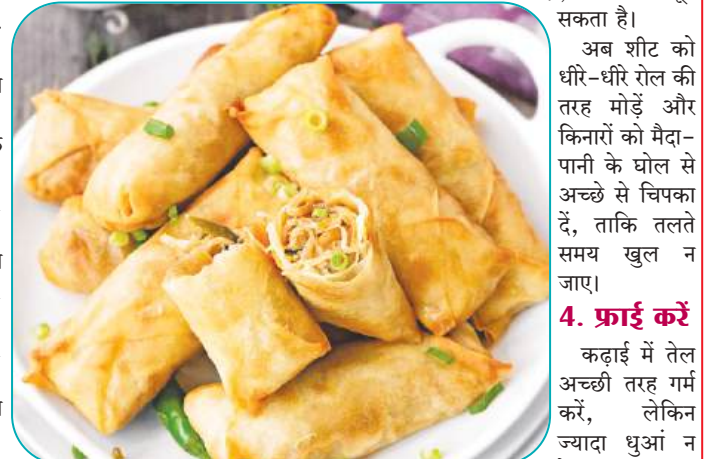 सकता है।
अब शीट को
धीरे-धीरे रोल की
तरह मोड़ें और
किनारों को मैदा-
पानी के घोल से
अच्छे से चिपका
दें, ताकि तलते
समय खुल न
जाए।
4. फ्राई करें
कढ़ाई में तेल
अच्छी तरह गर्म
करें, लेकिन
ज्यादा धुआं न